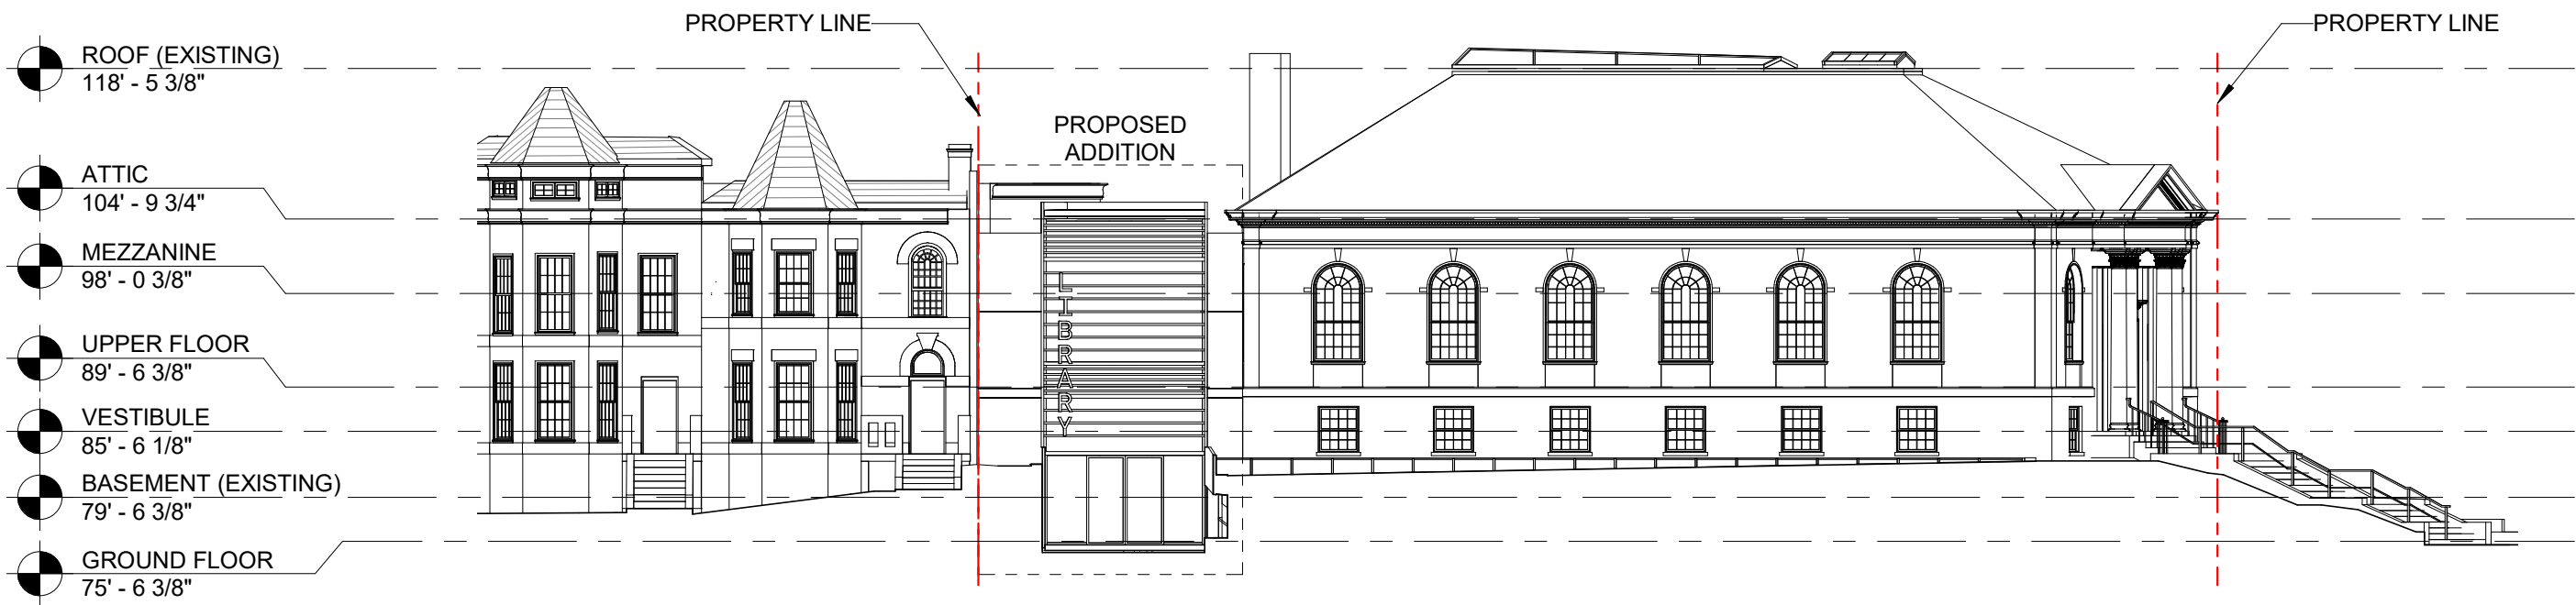 PROPERTY LINE
PROPERTY LINE
ROOF (EXISTING)
118' - 5 3/8"
PROPOSED
ADDITION
ATTIC
104' - 9 3/4"
MEZZANINE
98' - 0 3/8"
LIBRARY
UPPER FLOOR
89' - 6 3/8"
VESTIBULE
85' - 6 1/8"
BASEMENT (EXISTING)
79' - 6 3/8"
GROUND FLOOR
75' - 6 3/8"